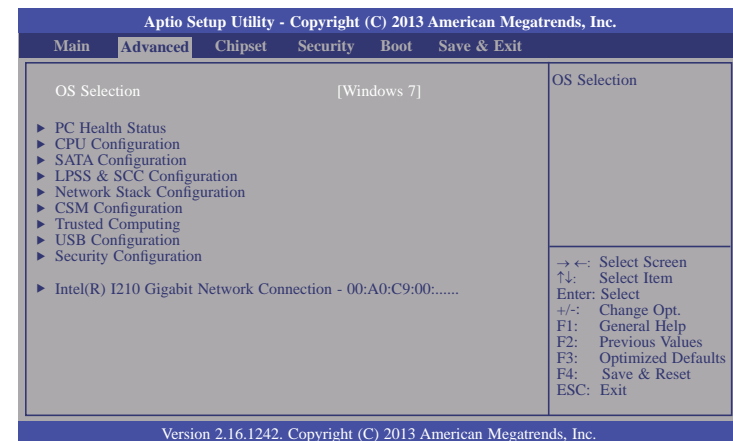 Aptio Setup Utility - Copyright (C) 2013 American Megatrends, Inc.
Main Advanced Chipset Security Boot Save & Exit
OS Selection [Windows 7]
► PC Health Status
► CPU Configuration
► SATA Configuration
► LPSS & SCC Configuration
► Network Stack Configuration
► CSM Configuration
► Trusted Computing
► USB Configuration
► Security Configuration
► Intel(R) I210 Gigabit Network Connection - 00:A0:C9:00:......
OS Selection
→←: Select Screen
↑↓: Select Item
Enter: Select
+/-: Change Opt.
F1: General Help
F2: Previous Values
F3: Optimized Defaults
F4: Save & Reset
ESC: Exit
Version 2.16.1242. Copyright (C) 2013 American Megatrends, Inc.